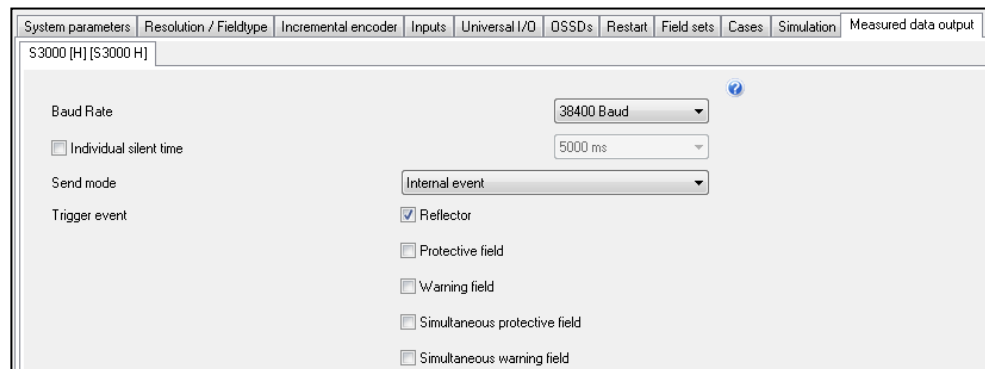 System parameters Resolution / Fieldtype Incremental encoder Inputs Universal I/O OSSDs Restart Field sets Cases Simulation Measured data output
S3000 [H] [S3000 H]
Baud Rate 38400 Baud
Individual silent time 5000 ms
Send mode Internal event
Trigger event Reflector
Protective field
Warning field
Simultaneous protective field
Simultaneous warning field